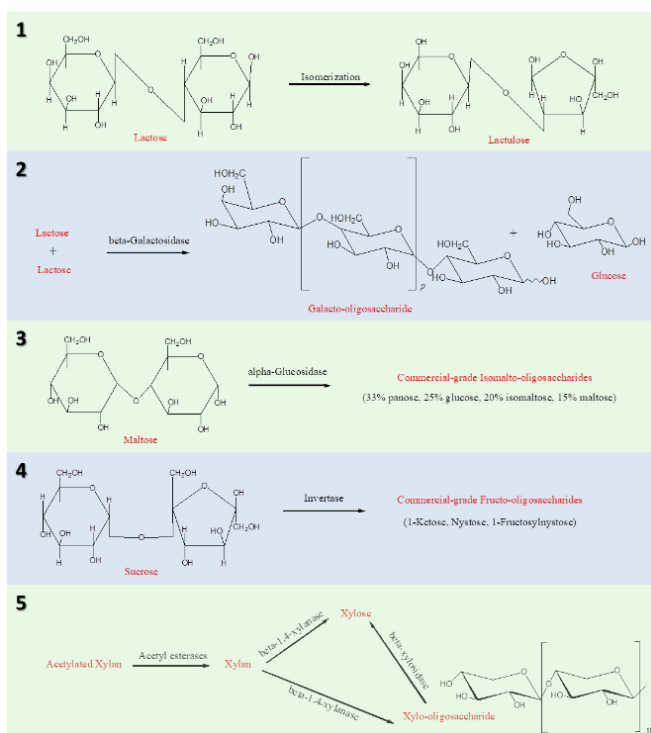 1
CH₂OH
O
OH
H
OH
H
H
OH
O
CH₂OH
O
OH
H
OH
H
H
OH
Lactose
Isomerization
OH
O
OH
H
OH
H
H
OH
O
OH
O
OH
H
H
OH
CH₂OH
Lactulose
2
Lactose
+
Lactose
beta-Galactosidase
HOH₂C
OH
O
HO
OH
O
HOH₂C
O
HO
OH
p
O
HOH₂C
O
HO
OH
OH
Galacto-oligosaccharide
+
HO
O
HO
HO
OH
OH
Glucose
3
CH₂OH
O
OH
OH
OH
O
CH₂OH
O
OH
OH
OH
Maltose
alpha-Glucosidase
Commercial-grade Isomalto-oligosaccharides
(33% panose, 25% glucose, 20% isomaltose, 15% maltose)
4
CH₂OH
O
H
H
OH
H
OH
H
OH
O
CH₂OH
O
OH
H
HO
CH₂OH
OH
H
Sucrose
Invertase
Commercial-grade Fructo-oligosaccharides
(1-Ketose, Nystose, 1-Fructosylnystose)
5
Acetylated Xylan
Acetyl esterases
Xylan
beta-1,4-xylanase
Xylose
beta-1,4-xylanase
beta-xylosidase
Xylo-oligosaccharide
HO
O
HO
OH
O
O
HO
OH
n